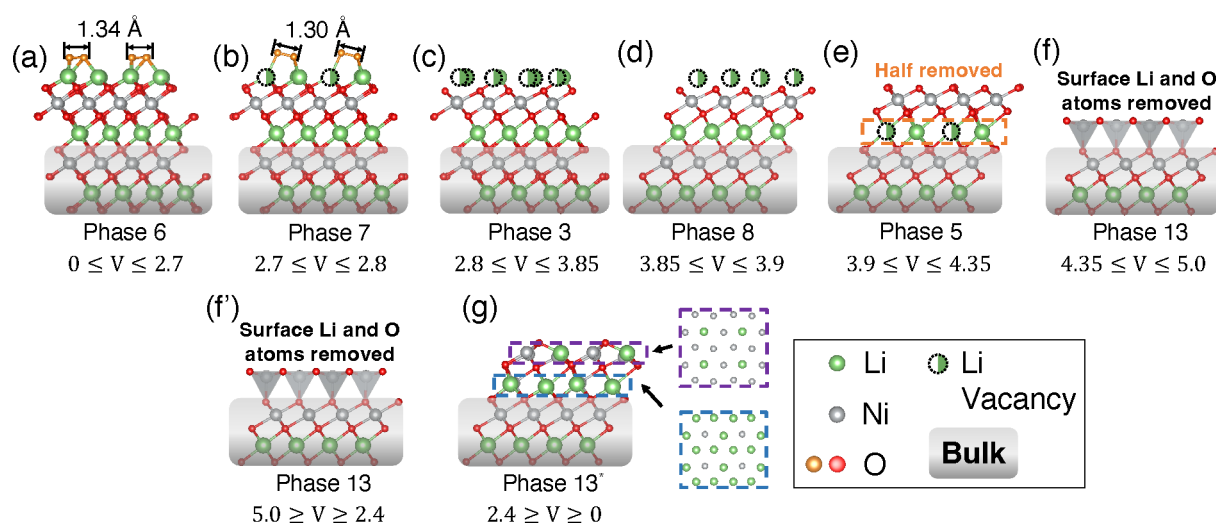 1.34 Å
1.30 Å
(a)
(b)
(c)
(d)
(e)
(f)
Half removed
Surface Li and O
atoms removed
Phase 6
Phase 7
Phase 3
Phase 8
Phase 5
Phase 13
0 ≤ V ≤ 2.7
2.7 ≤ V ≤ 2.8
2.8 ≤ V ≤ 3.85
3.85 ≤ V ≤ 3.9
3.9 ≤ V ≤ 4.35
4.35 ≤ V ≤ 5.0
(f')
(g)
Surface Li and O
atoms removed
Phase 13
Phase 13*
5.0 ≥ V ≥ 2.4
2.4 ≥ V ≥ 0
Li
Li
Vacancy
Ni
O
Bulk